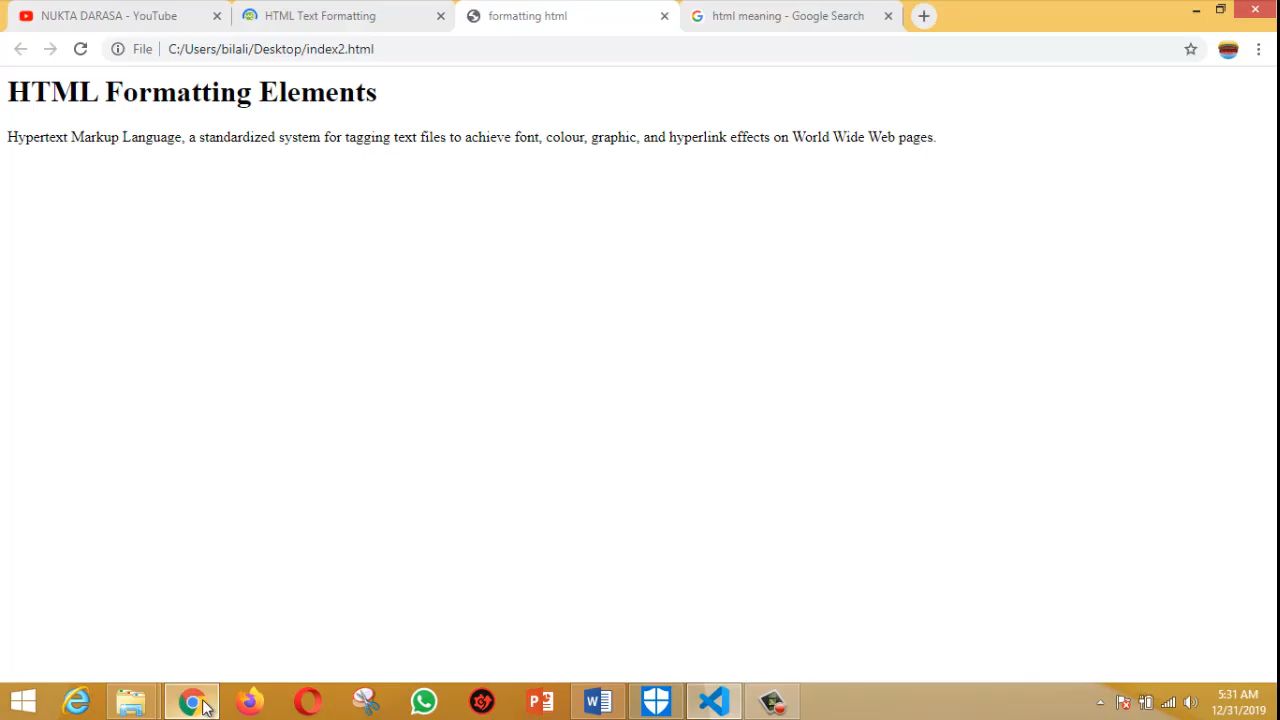 NUKTA DARASA - YouTube
HTML Text Formatting
formatting html
html meaning - Google Search
File
C:/Users/bilali/Desktop/index2.html
HTML Formatting Elements
Hypertext Markup Language, a standardized system for tagging text files to achieve font, colour, graphic, and hyperlink effects on World Wide Web pages.
5:31 AM
12/31/2019